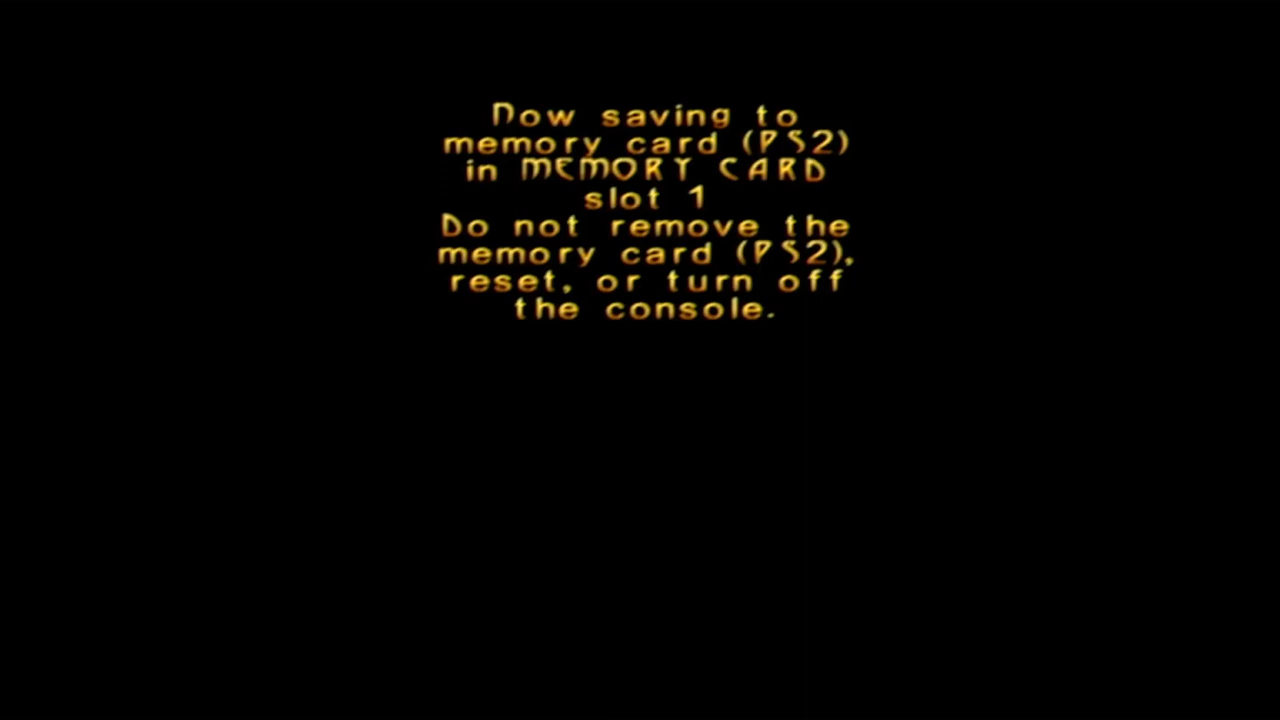 Now saving to
memory card (PS2)
in MEMORY CARD
slot 1
Do not remove the
memory card (PS2),
reset, or turn off
the console.